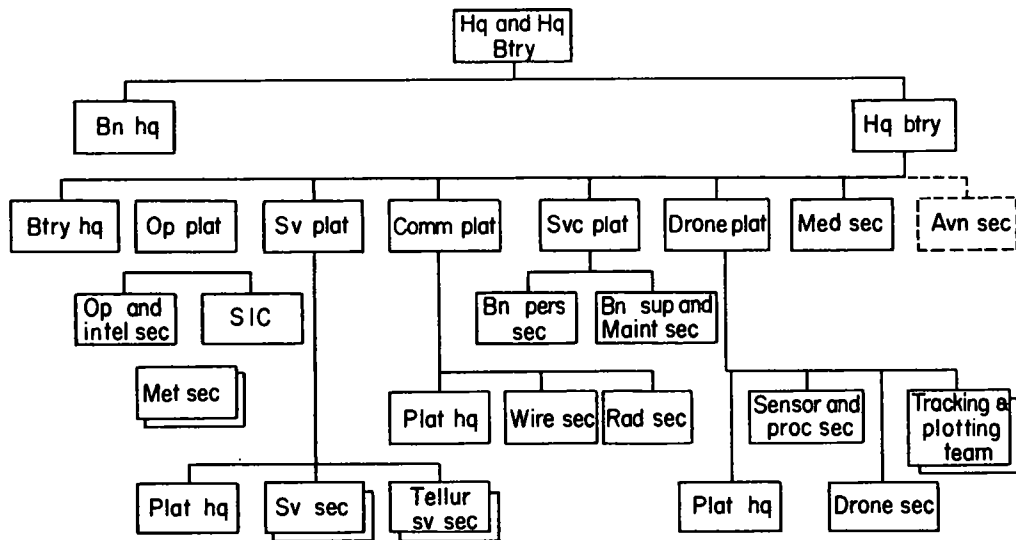 Hq and Hq
Btry
Bn hq
Hq btry
Btry hq
Op plat
Sv plat
Comm plat
Svc plat
Drone plat
Med sec
Avn sec
Op and
intel sec
SIC
Bn pers
sec
Bn sup and
Maint sec
Met sec
Plat hq
Wire sec
Rad sec
Sensor and
proc sec
Tracking &
plotting
team
Plat hq
Sv sec
Tellur
sv sec
Plat hq
Drone sec